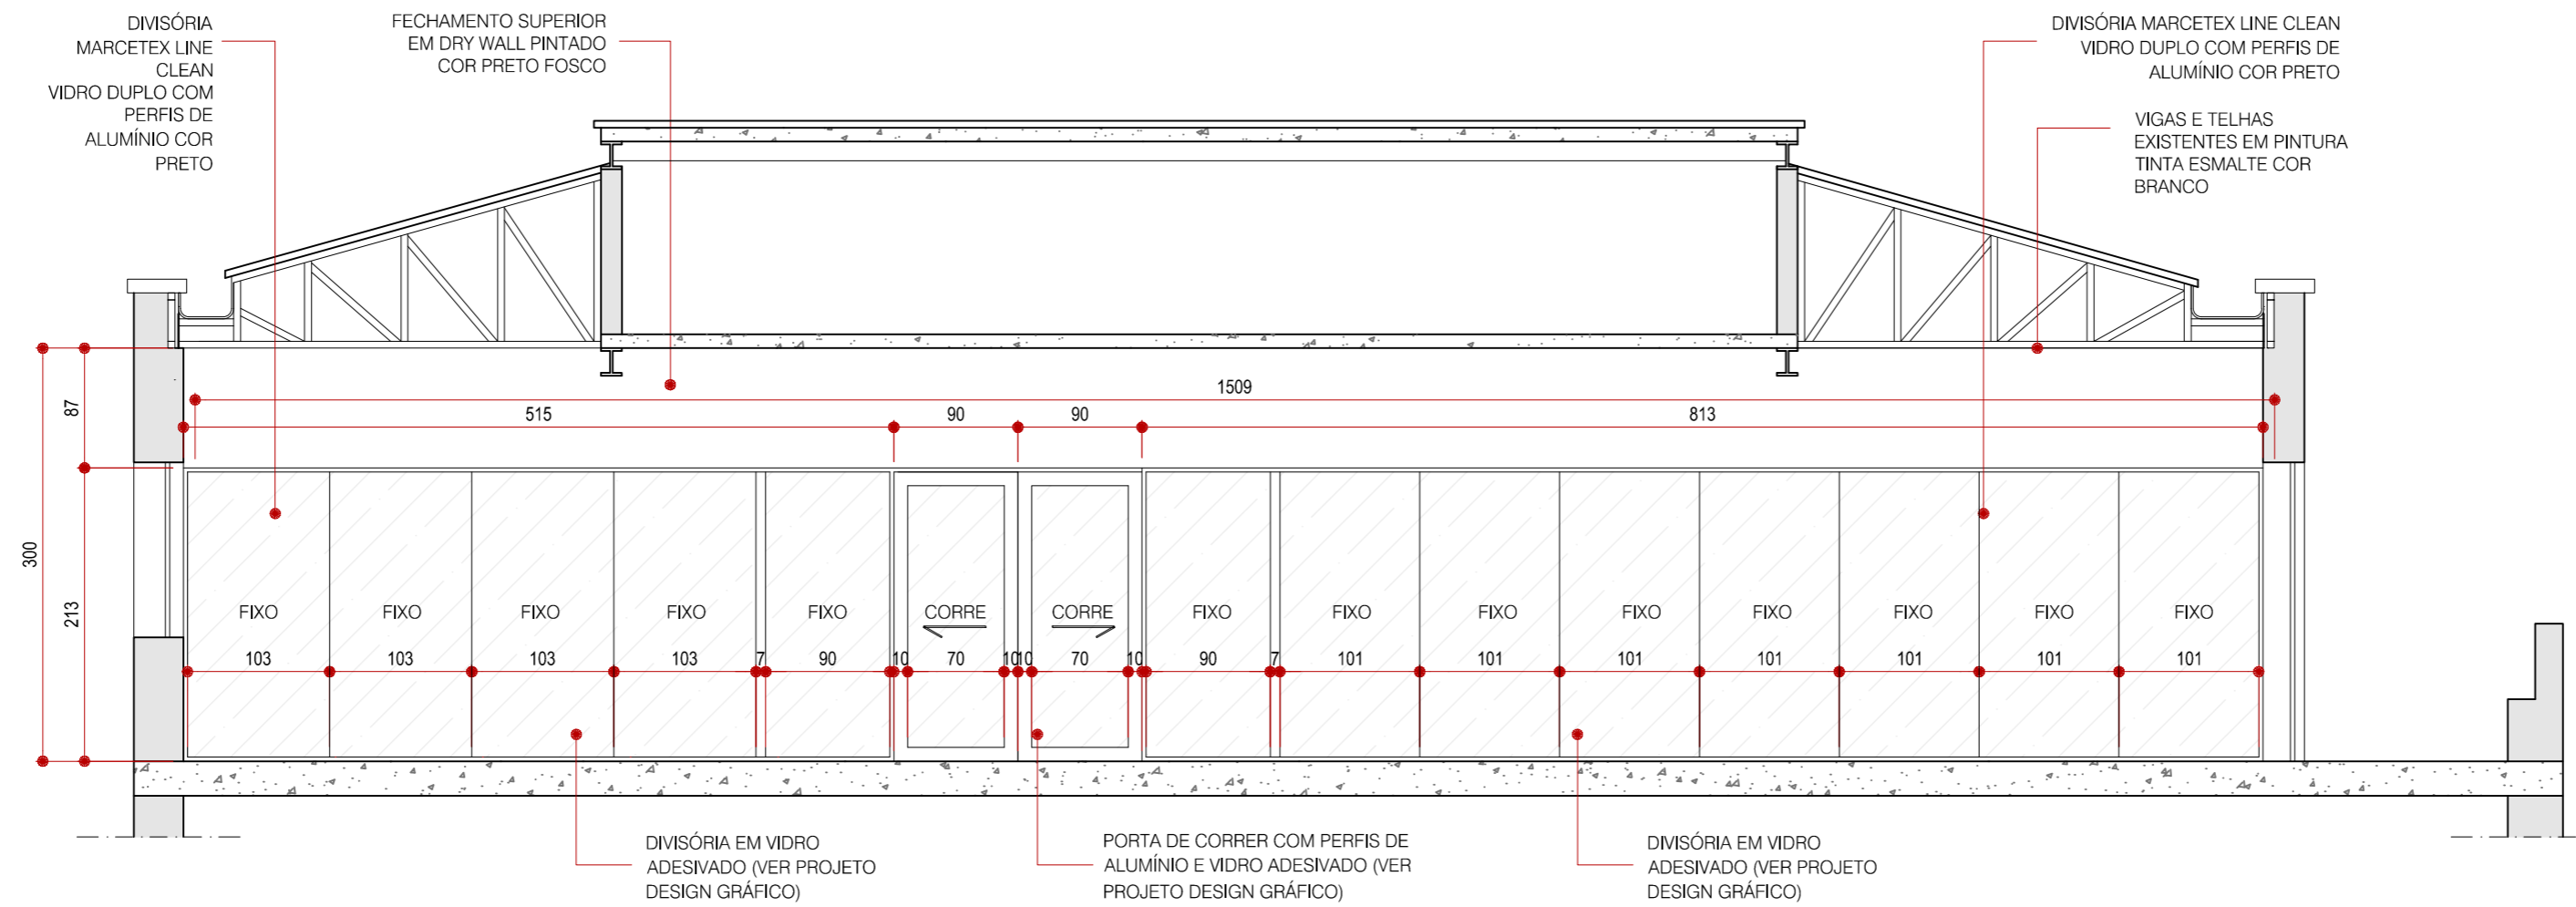 DIVISÓRIA
MARCETEX LINE
CLEAN
VIDRO DUPLO COM
PERFIS DE
ALUMÍNIO COR
PRETO
FECHAMENTO SUPERIOR
EM DRY WALL PINTADO
COR PRETO FOSCO
DIVISÓRIA MARCETEX LINE CLEAN
VIDRO DUPLO COM PERFIS DE
ALUMÍNIO COR PRETO
VIGAS E TELHAS
EXISTENTES EM PINTURA
TINTA ESMALTE COR
BRANCO
1509
515 90 90 813
87
300
213
FIXO FIXO FIXO FIXO FIXO CORRE CORRE FIXO FIXO FIXO FIXO FIXO FIXO FIXO FIXO
103 103 103 103 7 90 10 70 10 10 70 10 90 7 101 101 101 101 101 101 101
DIVISÓRIA EM VIDRO
ADESIVADO (VER PROJETO
DESIGN GRÁFICO)
PORTA DE CORRER COM PERFIS DE
ALUMÍNIO E VIDRO ADESIVADO (VER
PROJETO DESIGN GRÁFICO)
DIVISÓRIA EM VIDRO
ADESIVADO (VER PROJETO
DESIGN GRÁFICO)